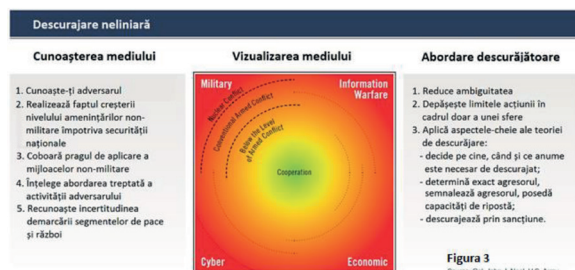 Descurajare neliniară
Cunoașterea mediului
1. Cunoaște-ți adversarul
2. Realizează faptul creșterii
nivelului amenințărilor non-
militare împotriva securității
naționale
3. Coboară pragul de aplicare a
mijloacelor non-militare
4. Înțelege abordarea treptată a
activității adversarului
5. Recunoaște incertitudinea
demarcării segmentelor de pace
și război
Vizualizarea mediului
Military
Information
Warfare
Nuclear Conflict
Conventional Armed Conflict
Below the Level
of Armed Conflict
Cooperation
Cyber
Economic
Abordare descurăjătoare
1. Reduce ambiguitatea
2. Depășește limitele acțiunii în
cadrul doar a unei sfere
3. Aplică aspectele-cheie ale teoriei
de descurăjare:
- decide pe cine, când și ce anume
este necesar de descurajat;
- determină exact agresorul,
semnalează agresorul, posedă
capacități de ripostă;
- descurajează prin sancțiune.
Figura 3